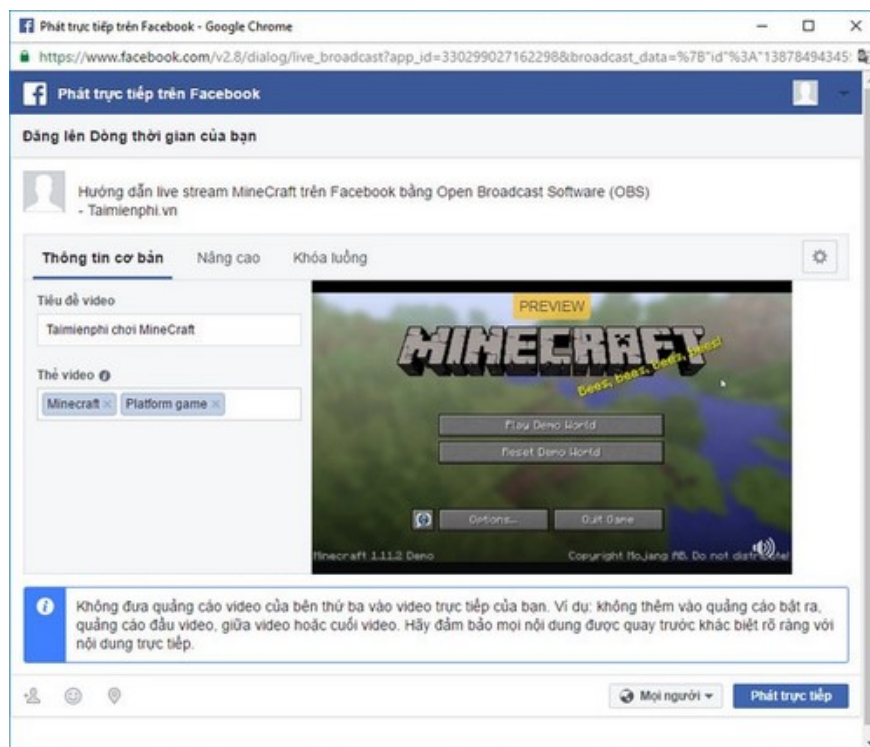 Phát trực tiếp trên Facebook - Google Chrome
https://www.facebook.com/v2.8/dialog/live_broadcast?app_id=330299027162298&broadcast_data=%7B"id"%3A"13878494345
Phát trực tiếp trên Facebook
Đăng lên Dòng thời gian của bạn
Hướng dẫn live stream MineCraft trên Facebook bằng Open Broadcast Software (OBS)
- Taimienphi.vn
Thông tin cơ bản Nâng cao Khóa luồng
Tiêu đề video
Taimienphi chơi MineCraft
Thẻ video
Minecraft × Platform game ×
PREVIEW
MINECRAFT
Bees, bees, bees, bees!
Play Demo World
Reset Demo World
Options... Quit Game
Minecraft 1.11.2 Demo Copyright Mojang AB. Do not distribute!
Không đưa quảng cáo video của bên thứ ba vào video trực tiếp của bạn. Ví dụ: không thêm vào quảng cáo bật ra,
quảng cáo đầu video, giữa video hoặc cuối video. Hãy đảm bảo mọi nội dung được quay trước khác biệt rõ ràng với
nội dung trực tiếp.
Mọi người Phát trực tiếp